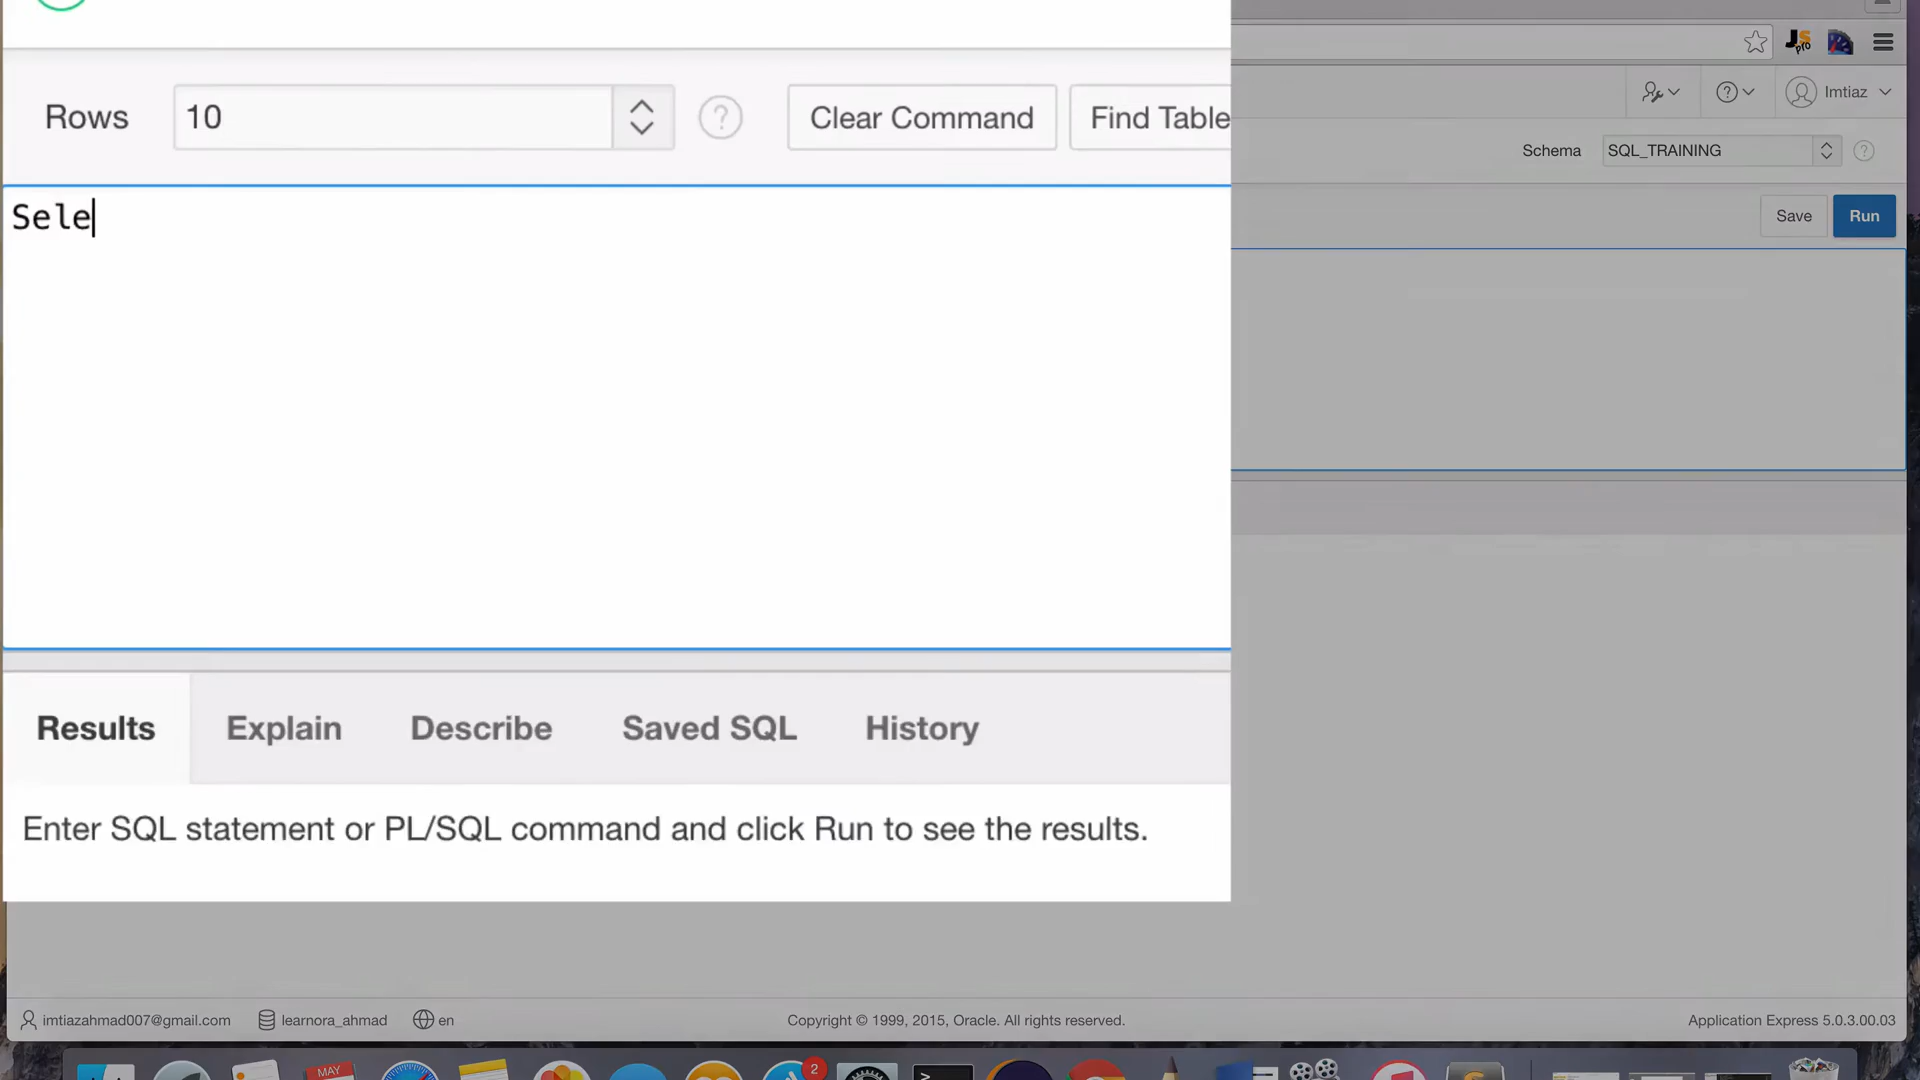 Imtiaz
Rows 10 ? Clear Command Find Table
Schema SQL_TRAINING ?
Save Run
Sele
Results Explain Describe Saved SQL History
Enter SQL statement or PL/SQL command and click Run to see the results.
imtiazahmad007@gmail.com learnora_ahmad en Copyright © 1999, 2015, Oracle. All rights reserved. Application Express 5.0.3.00.03
MAY 2